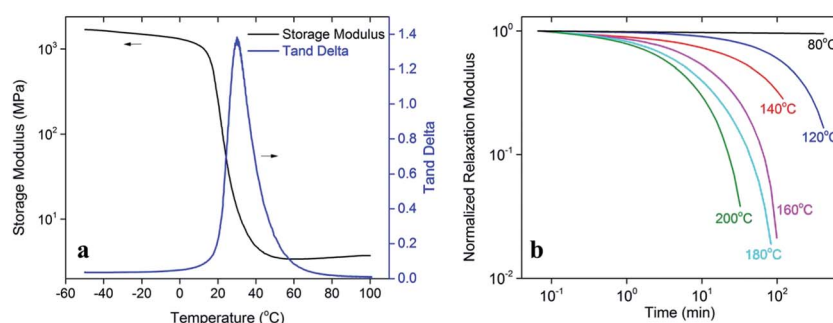 Storage Modulus
Tand Delta
Storage Modulus (MPa)
10³
10²
10¹
a
1.4
1.2
1.0
0.8
0.6
0.4
0.2
0.0
Tand Delta
-60 -40 -20 0 20 40 60 80 100
Temperature (°C)
Normalized Relaxation Modulus
10⁰
10⁻¹
10⁻²
80°C
140°C
120°C
200°C
160°C
180°C
b
10⁻¹ 10⁰ 10¹ 10²
Time (min)